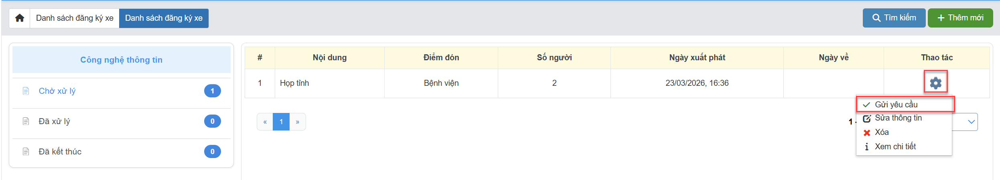 Danh sách đăng ký xe Danh sách đăng ký xe Tìm kiếm Thêm mới
Công nghệ thông tin
Chờ xử lý 1
Đã xử lý 0
Đã kết thúc 0
# Nội dung Điểm đón Số người Ngày xuất phát Ngày về Thao tác
1 Họp tỉnh Bệnh viện 2 23/03/2026, 16:36
Gửi yêu cầu
Sửa thông tin
Xóa
Xem chi tiết
« 1 »
1 -